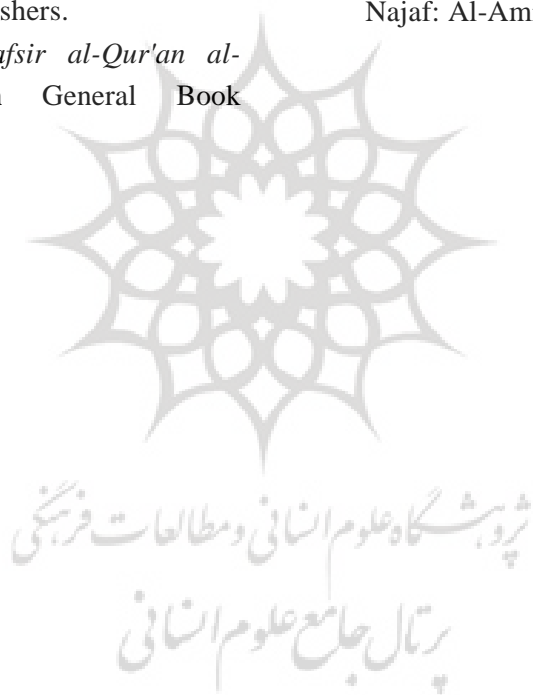 shers.
Najaf: Al-Am
afsir al-Qur'an al-
General Book
پژوهشگاه علوم انسانی و مطالعات فرهنگی
پرتال جامع علوم انسانی